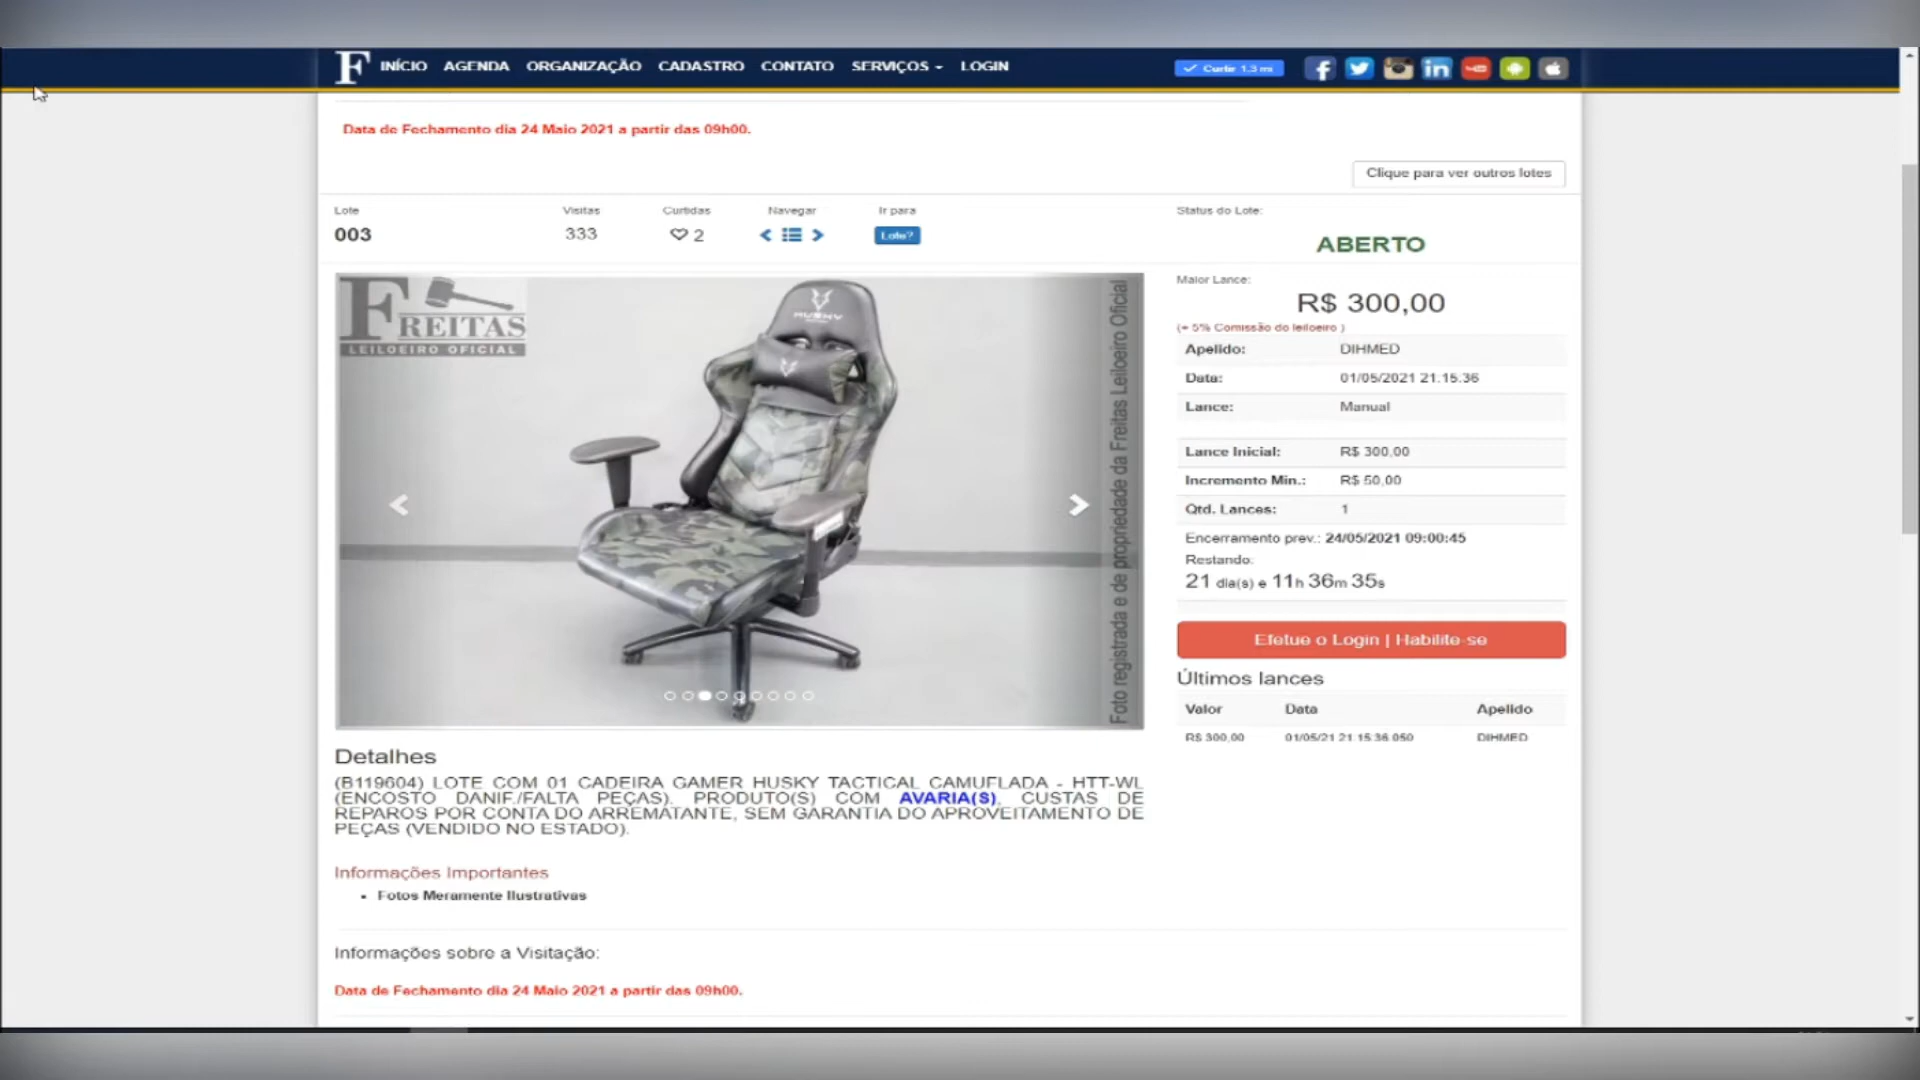 F INÍCIO AGENDA ORGANIZAÇÃO CADASTRO CONTATO SERVIÇOS LOGIN Curtir 1.3 mi
Data de Fechamento dia 24 Maio 2021 a partir das 09h00.
Clique para ver outros lotes
Lote Visitas Curtidas Navegar Ir para Status do Lote:
003 333 2 Lote?
ABERTO
Maior Lance:
R$ 300,00
(+ 5% Comissão do leiloeiro )
Apelido: DIHMED
Data: 01/05/2021 21:15:36
Lance: Manual
Lance Inicial: R$ 300,00
Incremento Min.: R$ 50,00
Qtd. Lances: 1
Encerramento prev.: 24/05/2021 09:00:45
Restando:
21 dia(s) e 11h 36m 35s
Efetue o Login | Habilite-se
Últimos lances
Valor Data Apelido
R$ 300,00 01/05/21 21:15:36.050 DIHMED
FREITAS
LEILOEIRO OFICIAL
HUSKY
Foto registrada e de propriedade da Freitas Leiloeiro Oficial
Detalhes
(B119604) LOTE COM 01 CADEIRA GAMER HUSKY TACTICAL CAMUFLADA - HTT-WL
(ENCOSTO DANIF./FALTA PEÇAS). PRODUTO(S) COM AVARIA(S), CUSTAS DE
REPAROS POR CONTA DO ARREMATANTE, SEM GARANTIA DO APROVEITAMENTO DE
PEÇAS (VENDIDO NO ESTADO).
Informações Importantes
• Fotos Meramente Ilustrativas
Informações sobre a Visitação:
Data de Fechamento dia 24 Maio 2021 a partir das 09h00.